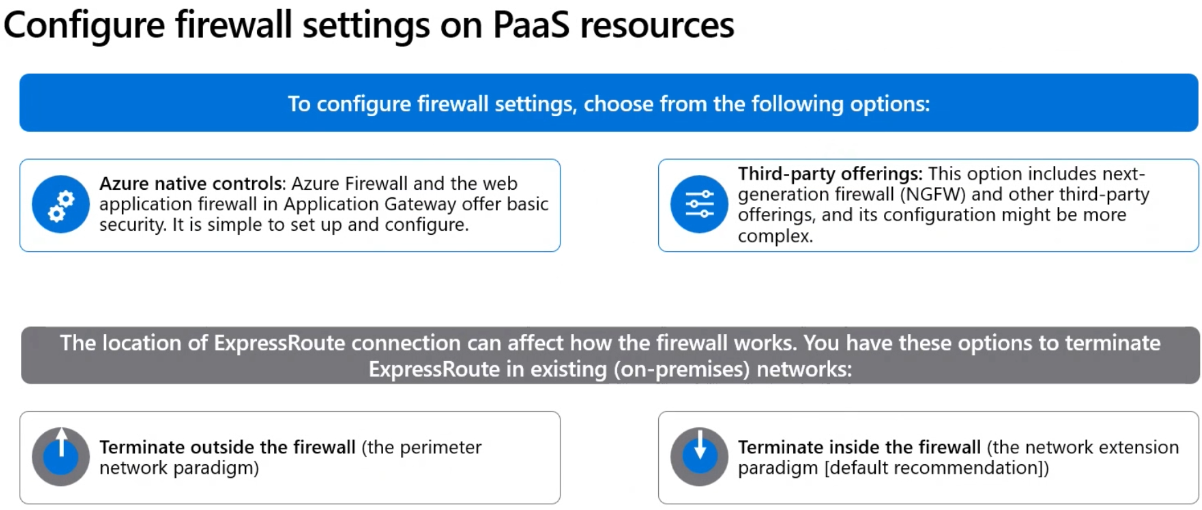 Configure firewall settings on PaaS resources
To configure firewall settings, choose from the following options:
Azure native controls: Azure Firewall and the web
application firewall in Application Gateway offer basic
security. It is simple to set up and configure.
Third-party offerings: This option includes next-
generation firewall (NGFW) and other third-party
offerings, and its configuration might be more
complex.
The location of ExpressRoute connection can affect how the firewall works. You have these options to terminate
ExpressRoute in existing (on-premises) networks:
Terminate outside the firewall (the perimeter
network paradigm)
Terminate inside the firewall (the network extension
paradigm [default recommendation])